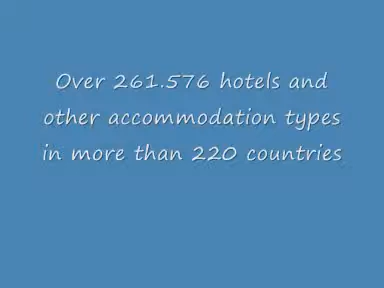 Over 261.576 hotels and
other accommodation types
in more than 220 countries